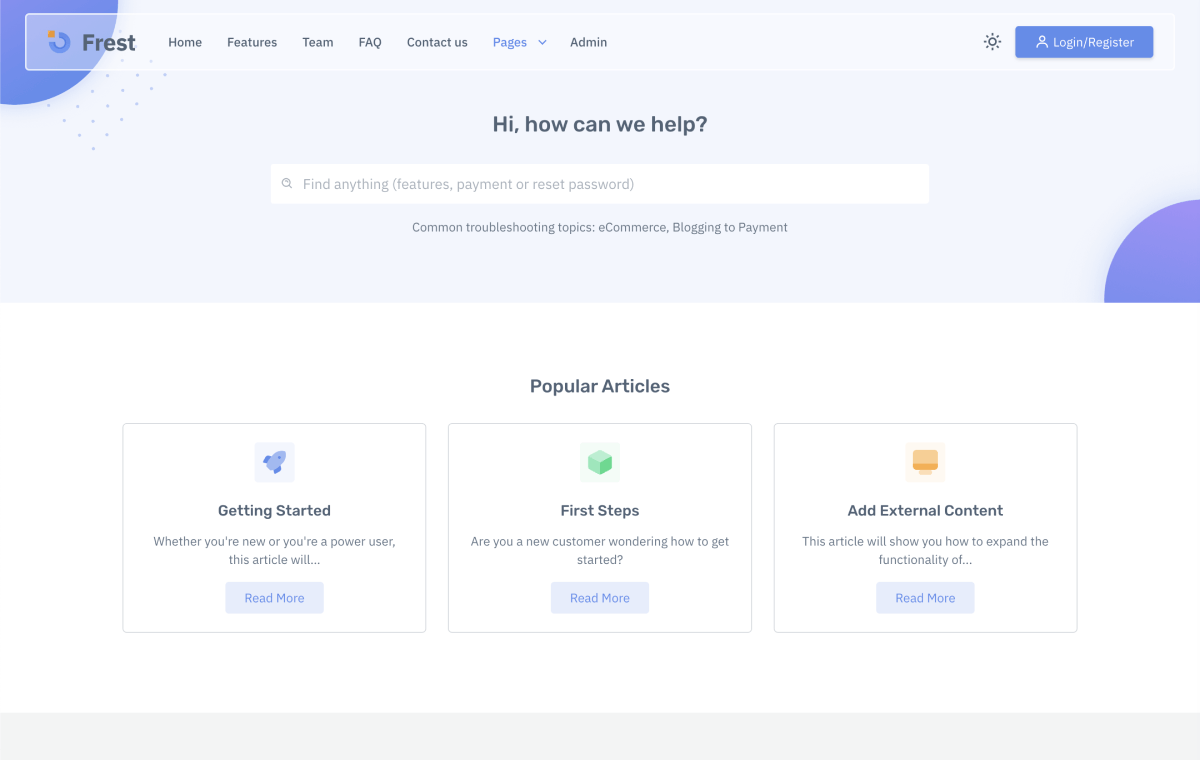 Frest
Home
Features
Team
FAQ
Contact us
Pages
Admin
Login/Register
Hi, how can we help?
Find anything (features, payment or reset password)
Common troubleshooting topics: eCommerce, Blogging to Payment
Popular Articles
Getting Started
Whether you're new or you're a power user,
this article will...
Read More
First Steps
Are you a new customer wondering how to get
started?
Read More
Add External Content
This article will show you how to expand the
functionality of...
Read More